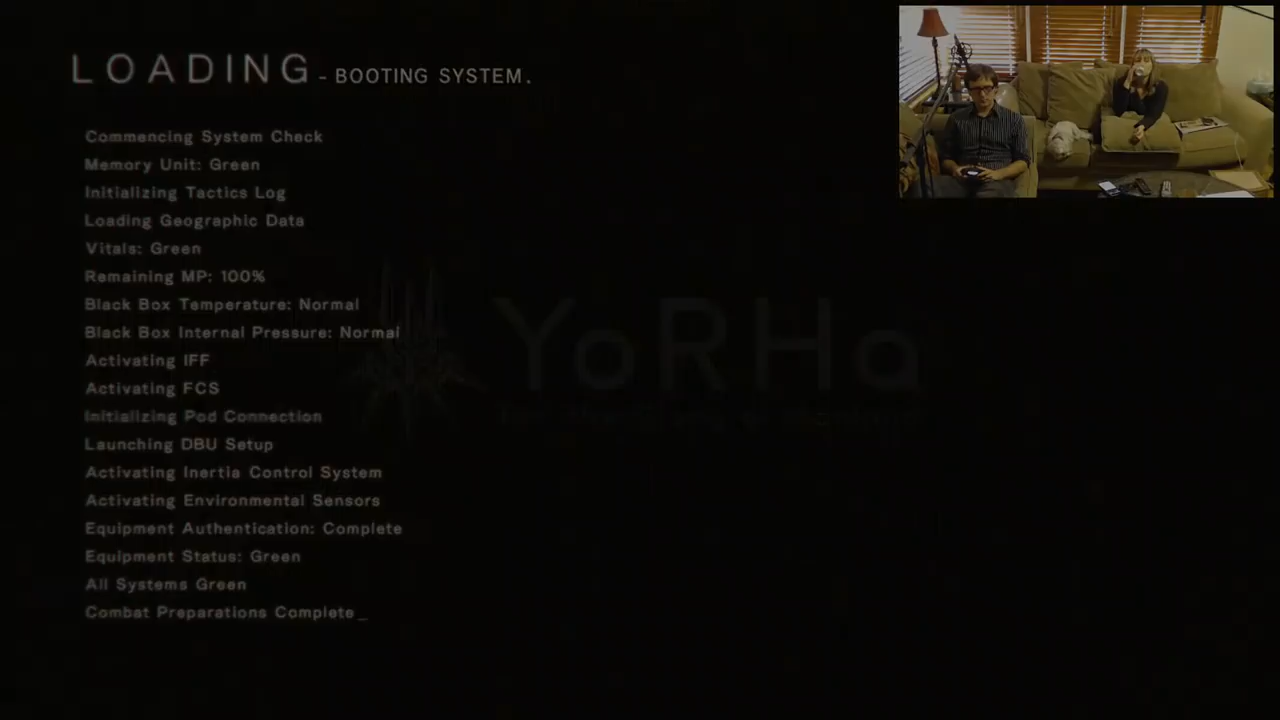 LOADING - BOOTING SYSTEM.
Commencing System Check
Memory Unit: Green
Initializing Tactics Log
Loading Geographic Data
Vitals: Green
Remaining MP: 100%
Black Box Temperature: Normal
Black Box Internal Pressure: Normal
Activating IFF
Activating FCS
Initializing Pod Connection
Launching DBU Setup
Activating Inertia Control System
Activating Environmental Sensors
Equipment Authentication: Complete
Equipment Status: Green
All Systems Green
Combat Preparations Complete _
YoRHa